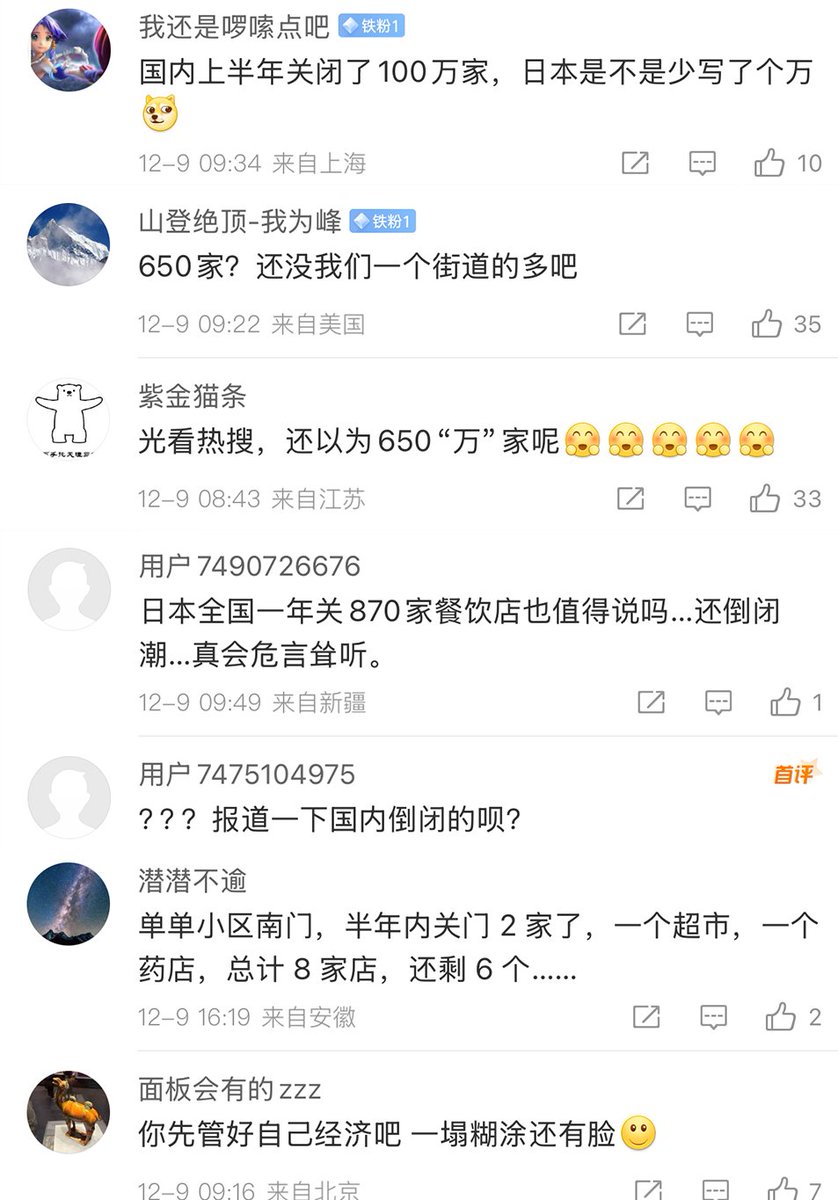 我还是啰嗦点吧 铁粉1
国内上半年关闭了100万家，日本是不是少写了个万
12-9 09:34 来自上海 10
山登绝顶-我为峰 铁粉1
650家？还没我们一个街道的多吧
12-9 09:22 来自美国 35
紫金猫条
光看热搜，还以为650“万”家呢
12-9 08:43 来自江苏 33
用户7490726676
日本全国一年关870家餐饮店也值得说吗...还倒闭
潮...真会危言耸听。
12-9 09:49 来自新疆 1
用户7475104975 首评
？？？报道一下国内倒闭的呗？
潜潜不逾
单单小区南门，半年内关门 2 家了，一个超市，一个
药店，总计 8 家店，还剩 6 个……
12-9 16:19 来自安徽 2
面板会有的zzz
你先管好自己经济吧 一塌糊涂还有脸
12-9 09:16 来自北京 7